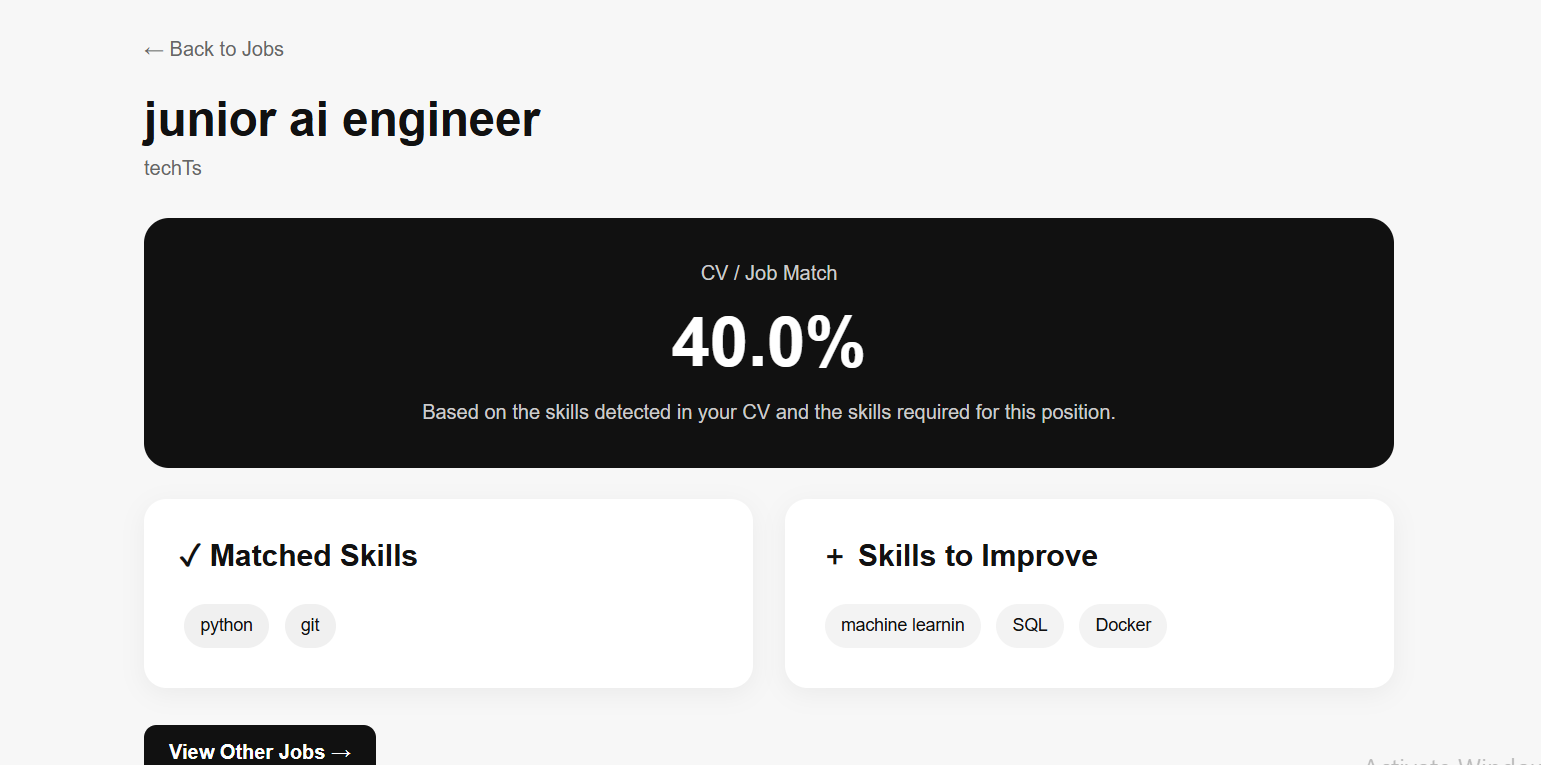 ← Back to Jobs
junior ai engineer
techTs
CV / Job Match
40.0%
Based on the skills detected in your CV and the skills required for this position.
✓ Matched Skills
python git
+ Skills to Improve
machine learnin SQL Docker
View Other Jobs →
Activate